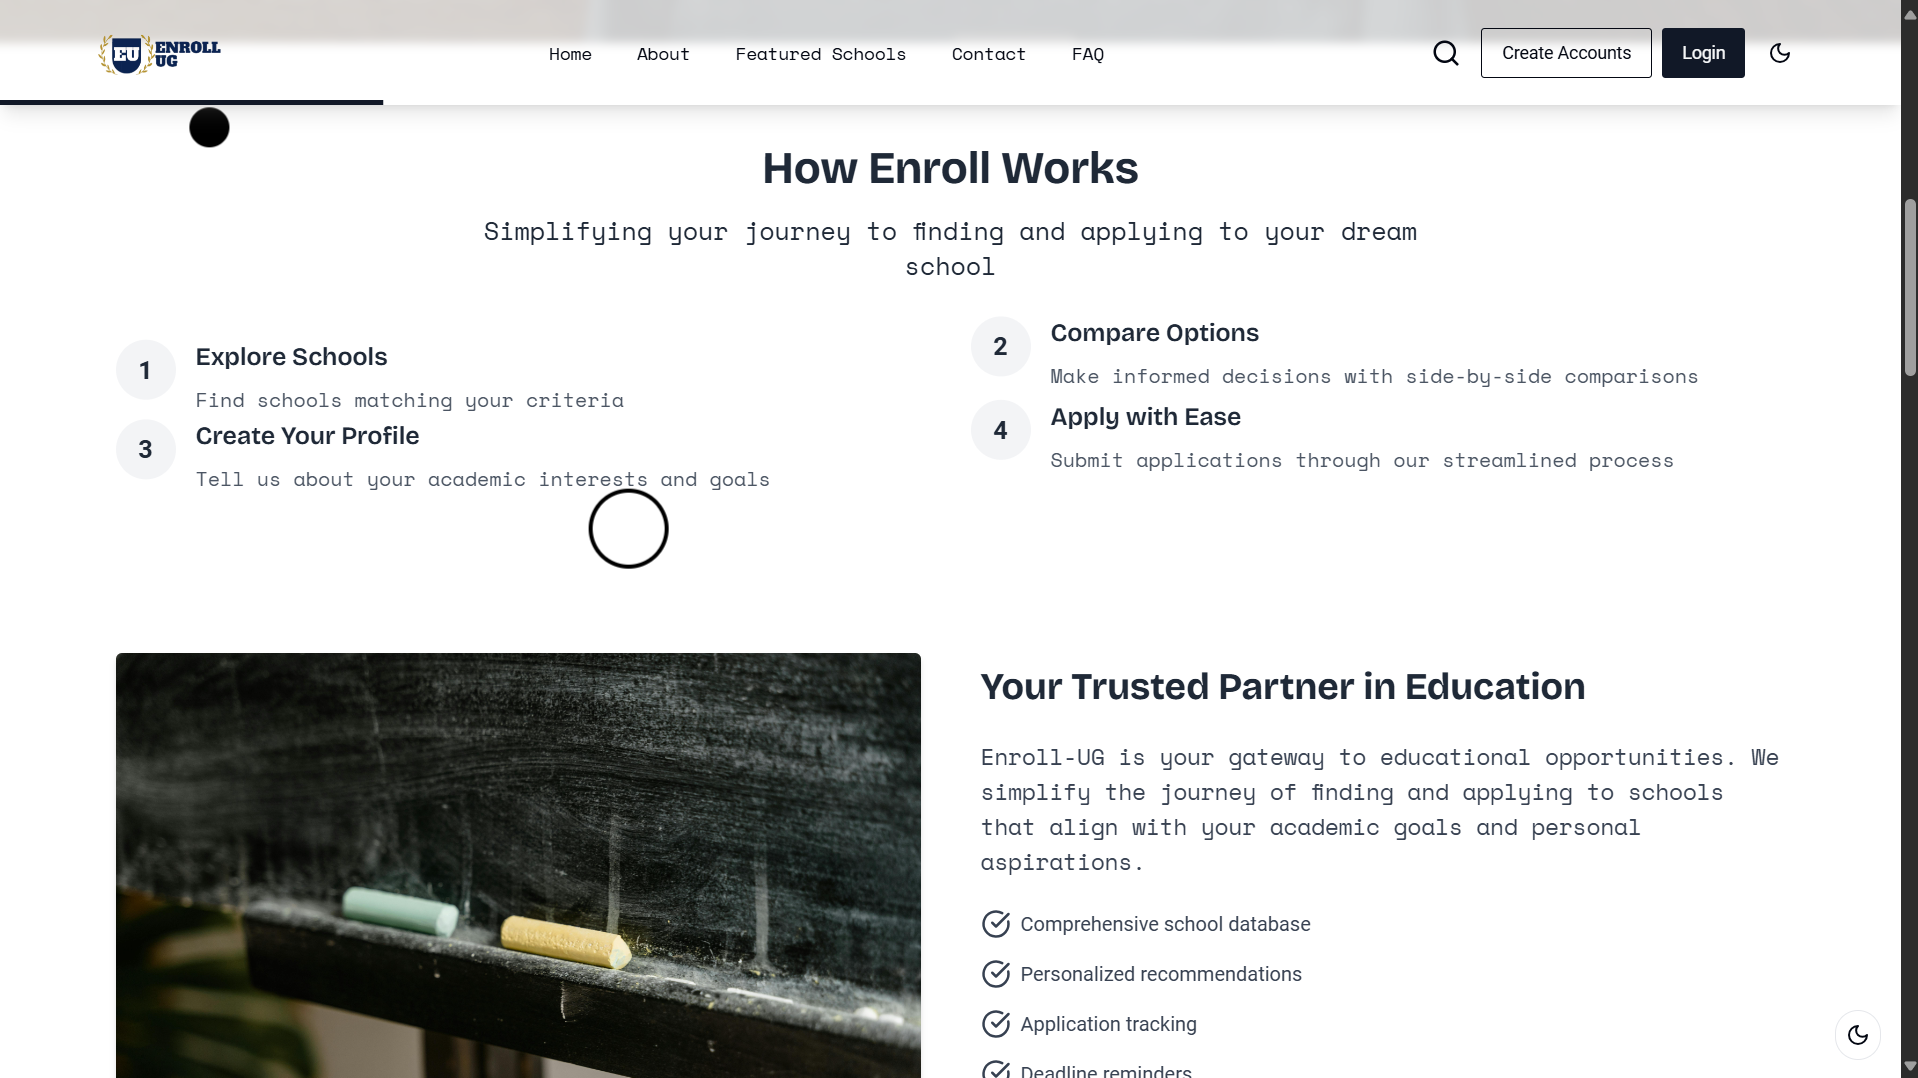 EU ENROLL
UG
Home About Featured Schools Contact FAQ
Create Accounts Login
How Enroll Works
Simplifying your journey to finding and applying to your dream
school
1 Explore Schools
Find schools matching your criteria
2 Compare Options
Make informed decisions with side-by-side comparisons
3 Create Your Profile
Tell us about your academic interests and goals
4 Apply with Ease
Submit applications through our streamlined process
Your Trusted Partner in Education
Enroll-UG is your gateway to educational opportunities. We
simplify the journey of finding and applying to schools
that align with your academic goals and personal
aspirations.
Comprehensive school database
Personalized recommendations
Application tracking
Deadline reminders